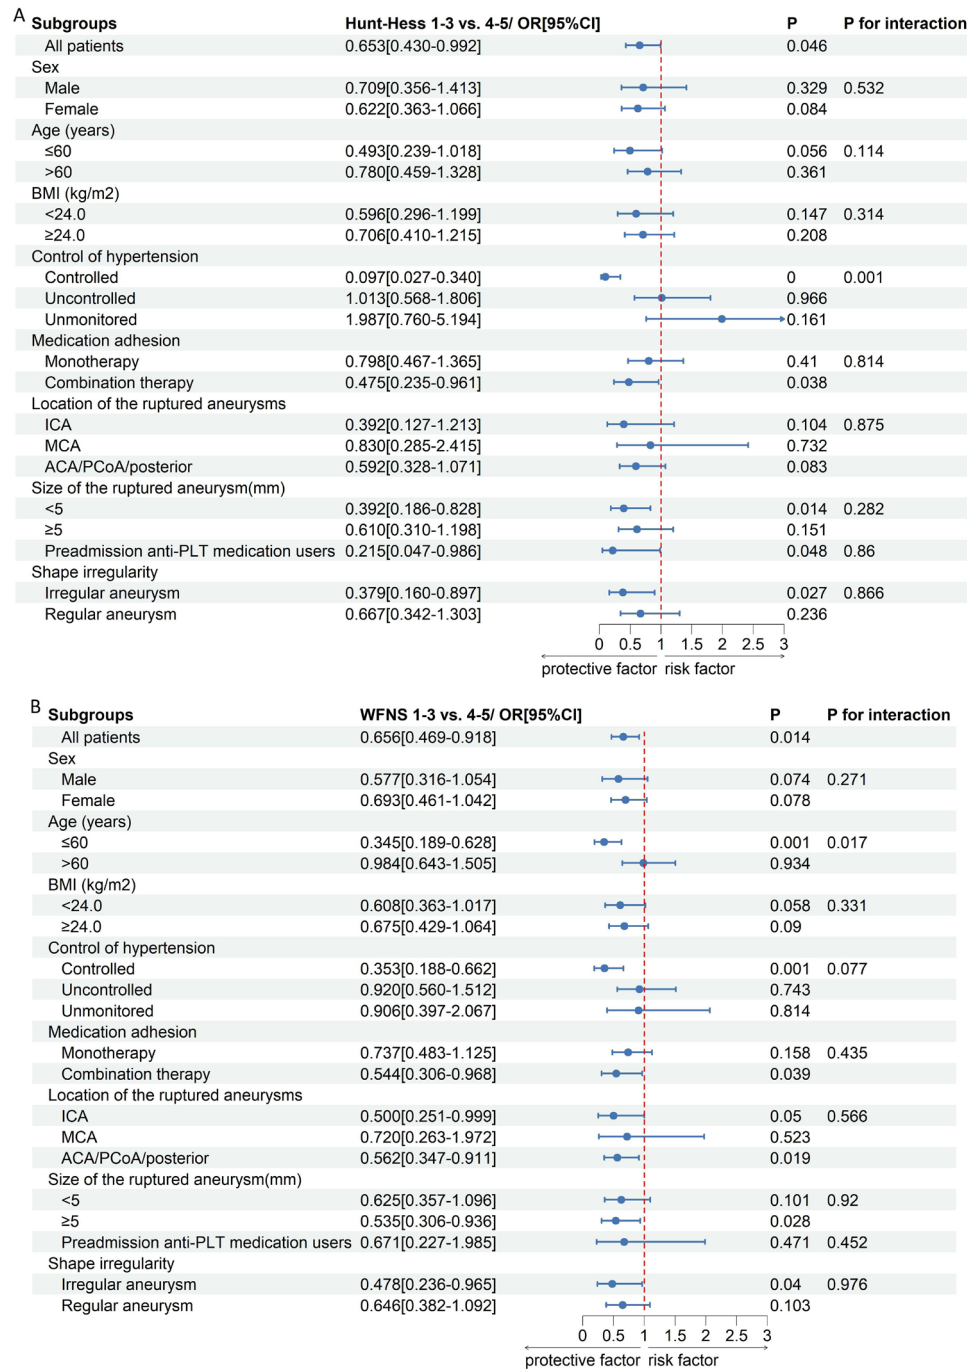 A
Subgroups Hunt-Hess 1-3 vs. 4-5/ OR[95%CI] P P for interaction
All patients 0.653[0.430-0.992] 0.046
Sex
Male 0.709[0.356-1.413] 0.329 0.532
Female 0.622[0.363-1.066] 0.084
Age (years)
≤60 0.493[0.239-1.018] 0.056 0.114
>60 0.780[0.459-1.328] 0.361
BMI (kg/m2)
<24.0 0.596[0.296-1.199] 0.147 0.314
≥24.0 0.706[0.410-1.215] 0.208
Control of hypertension
Controlled 0.097[0.027-0.340] 0 0.001
Uncontrolled 1.013[0.568-1.806] 0.966
Unmonitored 1.987[0.760-5.194] 0.161
Medication adhesion
Monotherapy 0.798[0.467-1.365] 0.41 0.814
Combination therapy 0.475[0.235-0.961] 0.038
Location of the ruptured aneurysms
ICA 0.392[0.127-1.213] 0.104 0.875
MCA 0.830[0.285-2.415] 0.732
ACA/PCoA/posterior 0.592[0.328-1.071] 0.083
Size of the ruptured aneurysm(mm)
<5 0.392[0.186-0.828] 0.014 0.282
≥5 0.610[0.310-1.198] 0.151
Preadmission anti-PLT medication users 0.215[0.047-0.986] 0.048 0.86
Shape irregularity
Irregular aneurysm 0.379[0.160-0.897] 0.027 0.866
Regular aneurysm 0.667[0.342-1.303] 0.236
0 0.5 1 1.5 2 2.5 3
protective factor risk factor
B
Subgroups WFNS 1-3 vs. 4-5/ OR[95%CI] P P for interaction
All patients 0.656[0.469-0.918] 0.014
Sex
Male 0.577[0.316-1.054] 0.074 0.271
Female 0.693[0.461-1.042] 0.078
Age (years)
≤60 0.345[0.189-0.628] 0.001 0.017
>60 0.984[0.643-1.505] 0.934
BMI (kg/m2)
<24.0 0.608[0.363-1.017] 0.058 0.331
≥24.0 0.675[0.429-1.064] 0.09
Control of hypertension
Controlled 0.353[0.188-0.662] 0.001 0.077
Uncontrolled 0.920[0.560-1.512] 0.743
Unmonitored 0.906[0.397-2.067] 0.814
Medication adhesion
Monotherapy 0.737[0.483-1.125] 0.158 0.435
Combination therapy 0.544[0.306-0.968] 0.039
Location of the ruptured aneurysms
ICA 0.500[0.251-0.999] 0.05 0.566
MCA 0.720[0.263-1.972] 0.523
ACA/PCoA/posterior 0.562[0.347-0.911] 0.019
Size of the ruptured aneurysm(mm)
<5 0.625[0.357-1.096] 0.101 0.92
≥5 0.535[0.306-0.936] 0.028
Preadmission anti-PLT medication users 0.671[0.227-1.985] 0.471 0.452
Shape irregularity
Irregular aneurysm 0.478[0.236-0.965] 0.04 0.976
Regular aneurysm 0.646[0.382-1.092] 0.103
0 0.5 1 1.5 2 2.5 3
protective factor risk factor